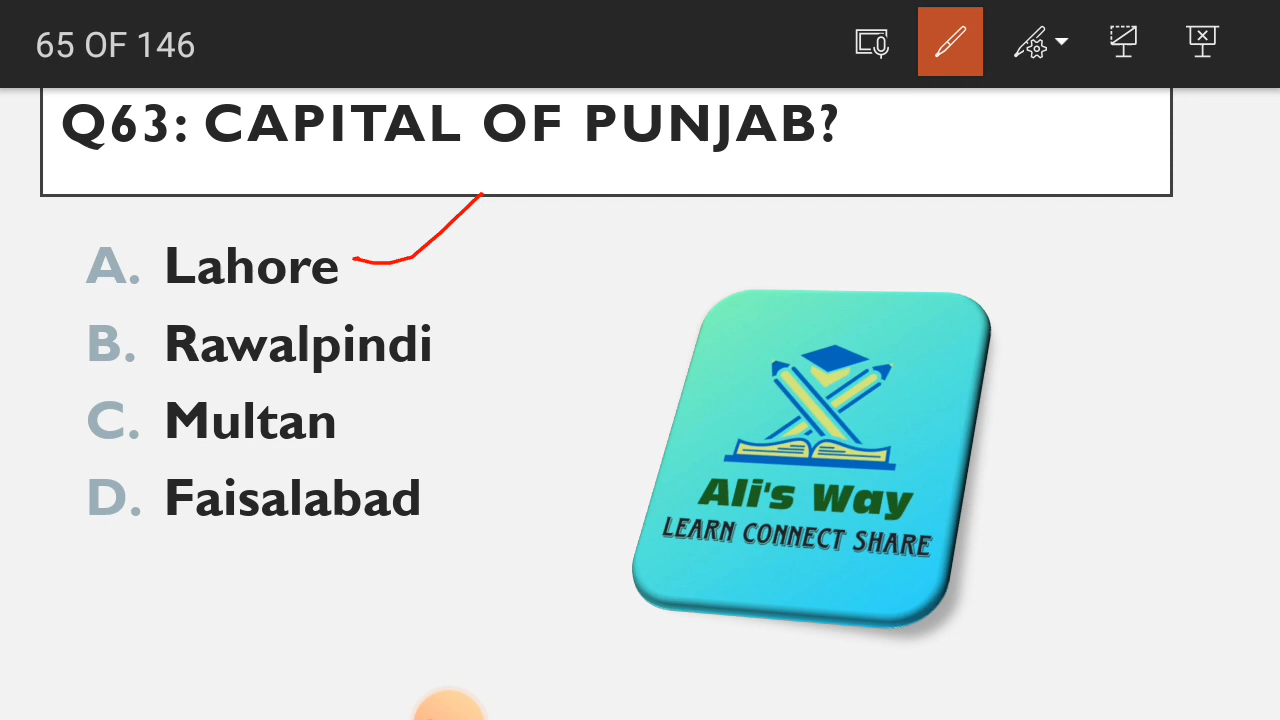 65 OF 146
Q63: CAPITAL OF PUNJAB?
A. Lahore
B. Rawalpindi
C. Multan
D. Faisalabad
Ali's Way
LEARN CONNECT SHARE